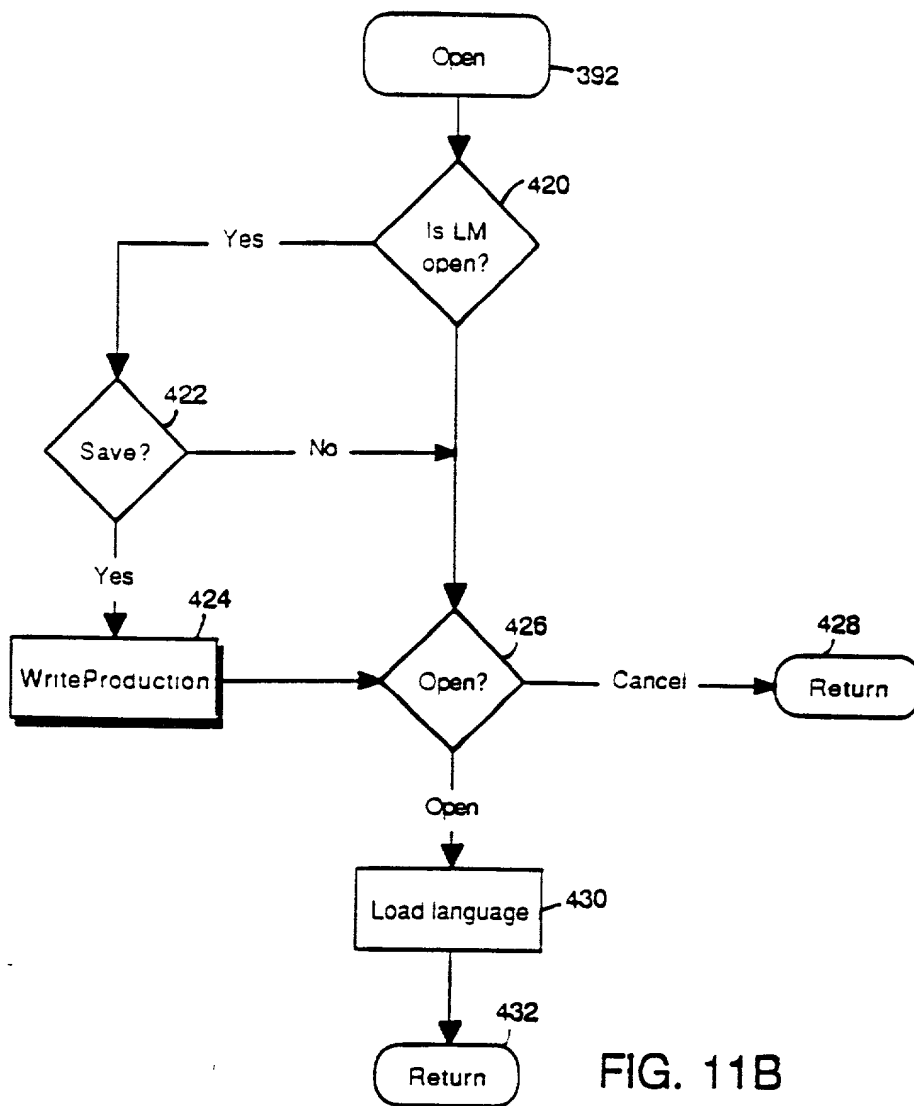 Open
392
420
Is LM
open?
Yes
422
Save?
No
Yes
424
WriteProduction
426
Open?
Cancel
428
Return
Open
Load language
430
432
Return
FIG. 11B